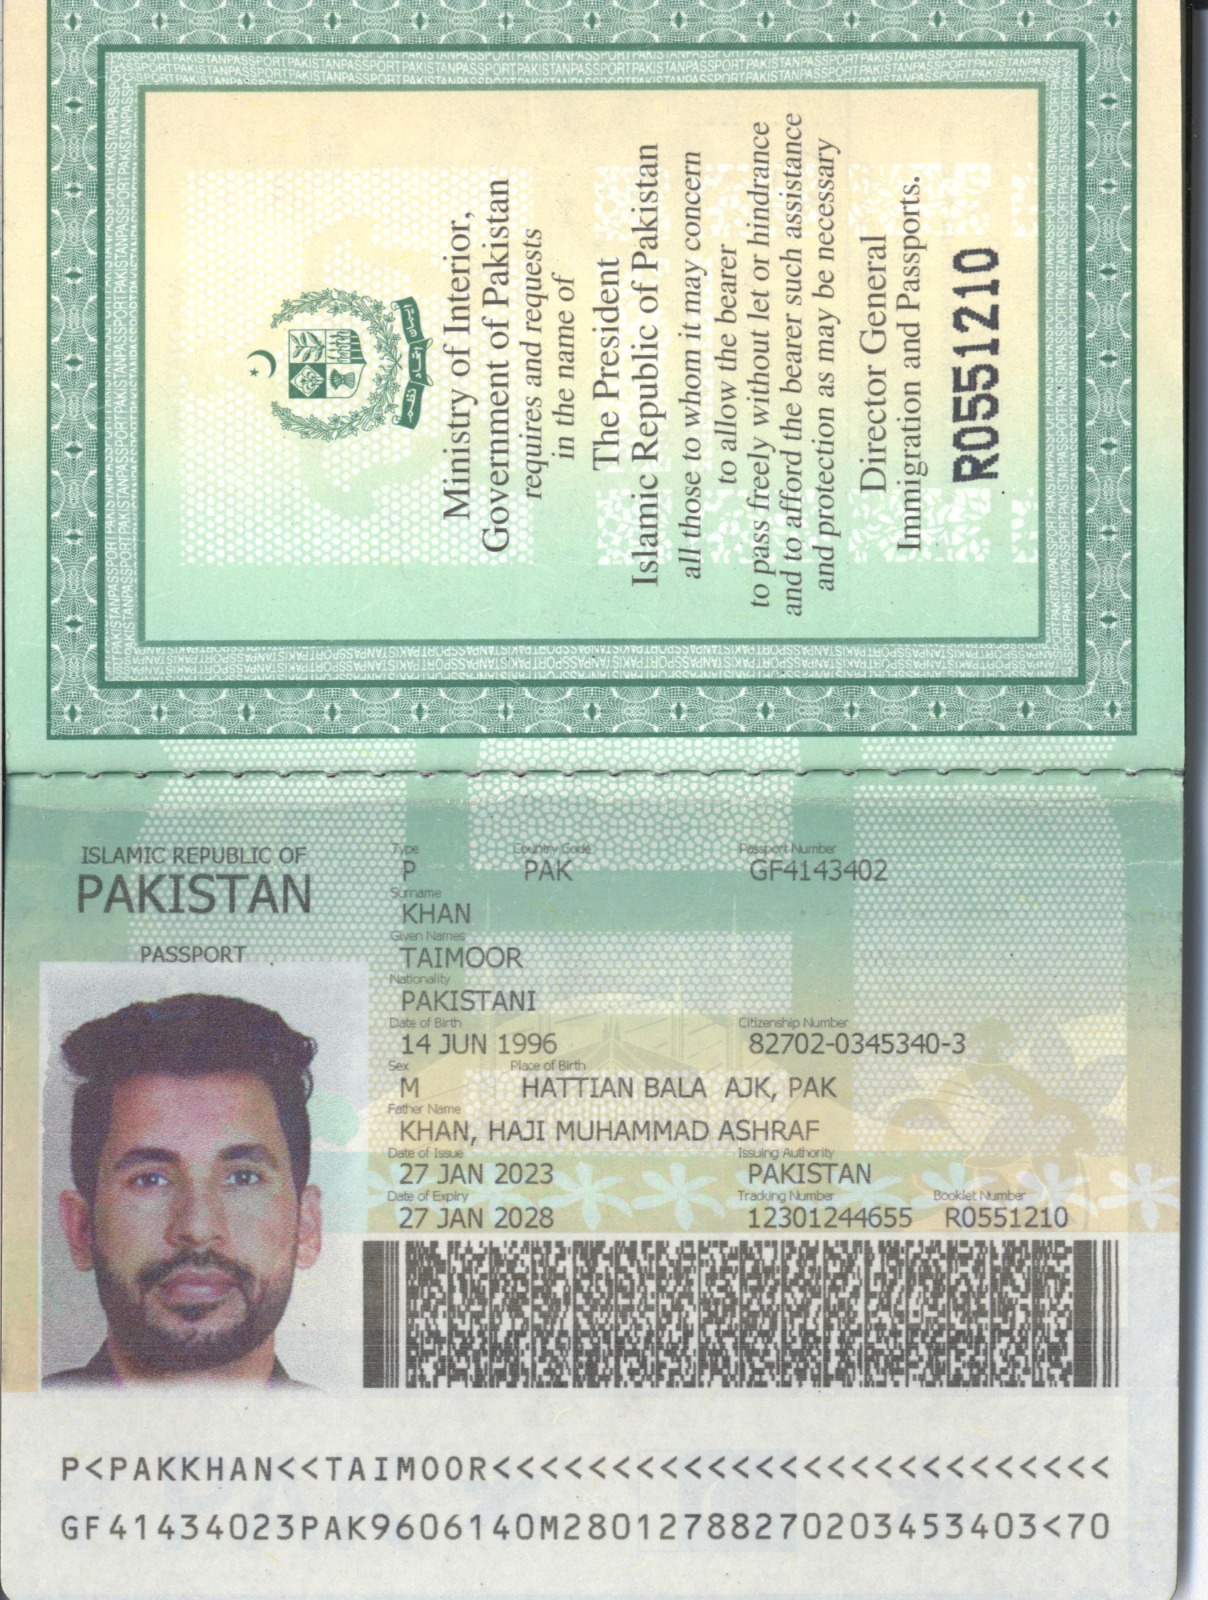 ایمان اتحاد نظم
Ministry of Interior,
Government of Pakistan
requires and requests
in the name of
The President
Islamic Republic of Pakistan
all those to whom it may concern
to allow the bearer
to pass freely without let or hindrance
and to afford the bearer such assistance
and protection as may be necessary
Director General
Immigration and Passports.
R0551210
ISLAMIC REPUBLIC OF
PAKISTAN
PASSPORT
Type Country Code Passport Number
P PAK GF4143402
Surname
KHAN
Given Names
TAIMOOR
Nationality
PAKISTANI
Date of Birth Citizenship Number
14 JUN 1996 82702-0345340-3
Sex Place of Birth
M HATTIAN BALA AJK, PAK
Father Name
KHAN, HAJI MUHAMMAD ASHRAF
Date of Issue Issuing Authority
27 JAN 2023 PAKISTAN
Date of Expiry Tracking Number Booklet Number
27 JAN 2028 12301244655 R0551210
P<PAKKHAN<<TAIMOOR<<<<<<<<<<<<<<<<<<<<<<<<<<
GF41434023PAK9606140M28012788270203453403<70